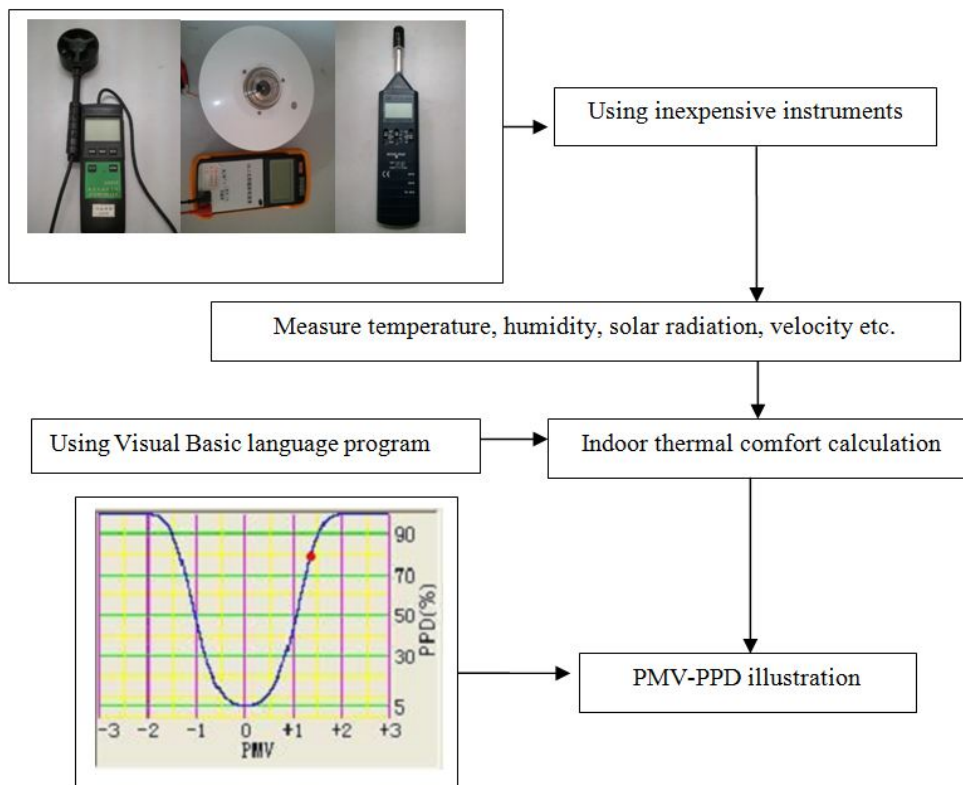 Using inexpensive instruments
Measure temperature, humidity, solar radiation, velocity etc.
Using Visual Basic language program
Indoor thermal comfort calculation
90
70
50
30
5
PPD(%)
-3 -2 -1 0 +1 +2 +3
PMV
PMV-PPD illustration